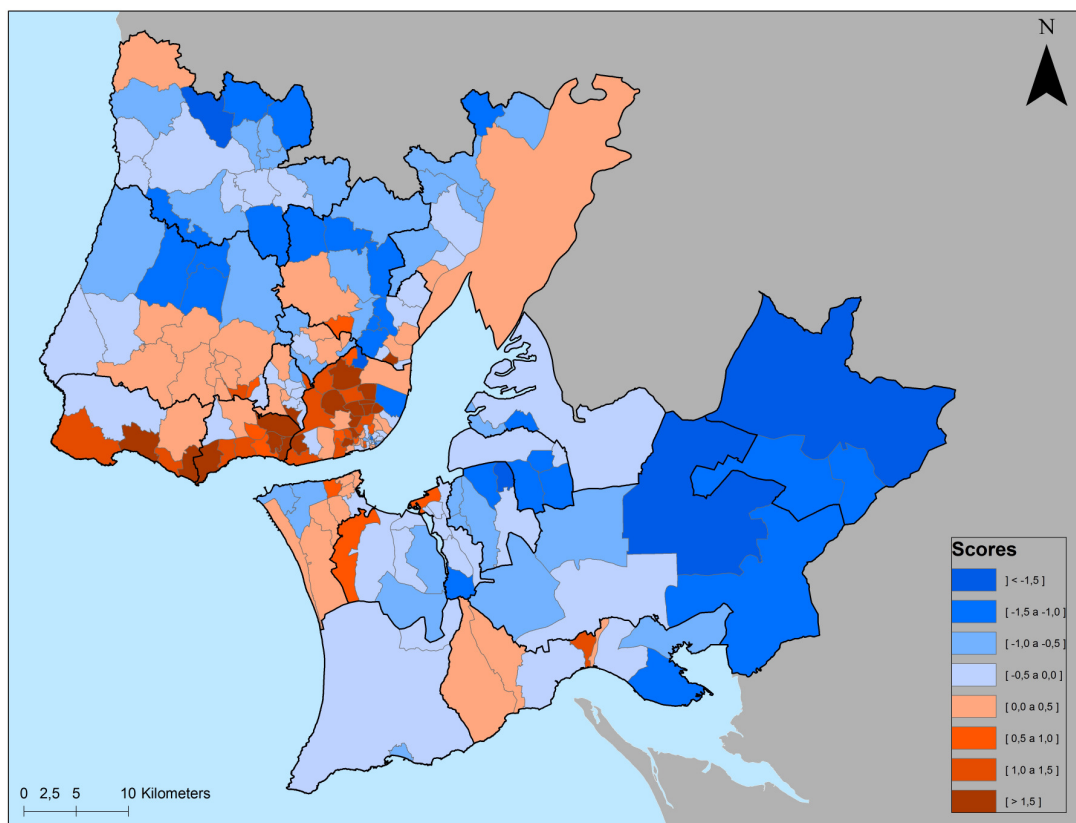 N
Scores
[ < -1,5 ]
[ -1,5 a -1,0 ]
[ -1,0 a -0,5 ]
[ -0,5 a 0,0 ]
[ 0,0 a 0,5 ]
[ 0,5 a 1,0 ]
[ 1,0 a 1,5 ]
[ > 1,5 ]
0 2,5 5 10 Kilometers